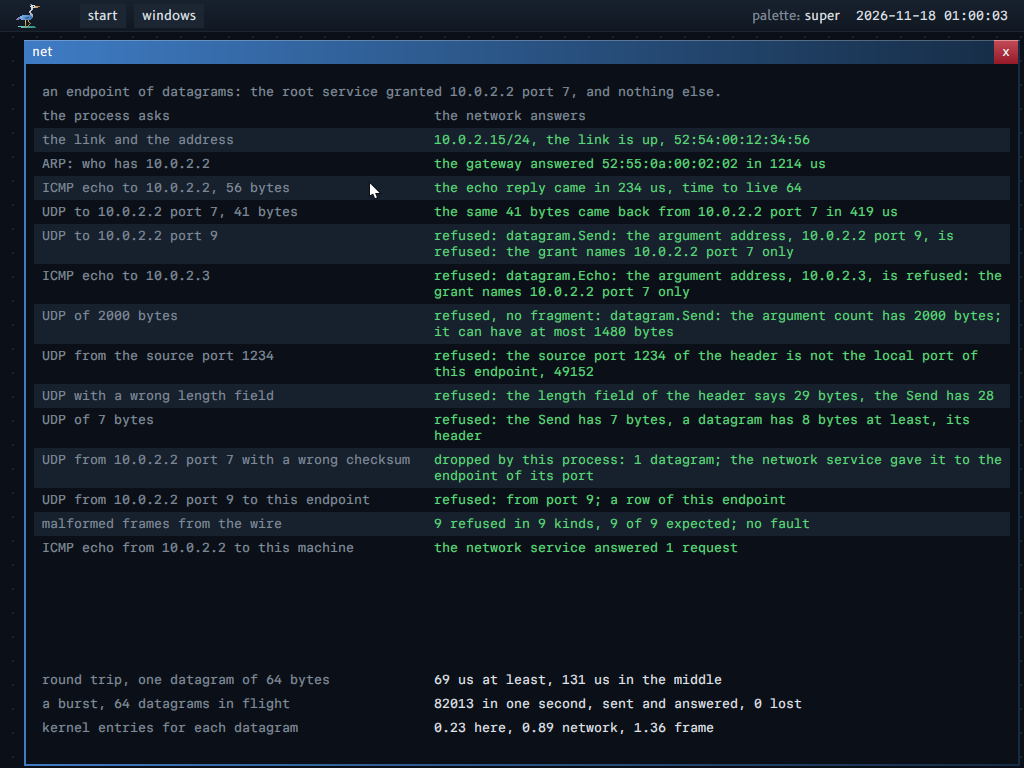 start windows palette: super 2026-11-18 01:00:03
net x
an endpoint of datagrams: the root service granted 10.0.2.2 port 7, and nothing else.
the process asks the network answers
the link and the address 10.0.2.15/24, the link is up, 52:54:00:12:34:56
ARP: who has 10.0.2.2 the gateway answered 52:55:0a:00:02:02 in 1214 us
ICMP echo to 10.0.2.2, 56 bytes the echo reply came in 234 us, time to live 64
UDP to 10.0.2.2 port 7, 41 bytes the same 41 bytes came back from 10.0.2.2 port 7 in 419 us
UDP to 10.0.2.2 port 9 refused: datagram.Send: the argument address, 10.0.2.2 port 9, is
refused: the grant names 10.0.2.2 port 7 only
ICMP echo to 10.0.2.3 refused: datagram.Echo: the argument address, 10.0.2.3, is refused: the
grant names 10.0.2.2 port 7 only
UDP of 2000 bytes refused, no fragment: datagram.Send: the argument count has 2000 bytes;
it can have at most 1480 bytes
UDP from the source port 1234 refused: the source port 1234 of the header is not the local port of
this endpoint, 49152
UDP with a wrong length field refused: the length field of the header says 29 bytes, the Send has 28
UDP of 7 bytes refused: the Send has 7 bytes, a datagram has 8 bytes at least, its
header
UDP from 10.0.2.2 port 7 with a wrong checksum dropped by this process: 1 datagram; the network service gave it to the
endpoint of its port
UDP from 10.0.2.2 port 9 to this endpoint refused: from port 9; a row of this endpoint
malformed frames from the wire 9 refused in 9 kinds, 9 of 9 expected; no fault
ICMP echo from 10.0.2.2 to this machine the network service answered 1 request
round trip, one datagram of 64 bytes 69 us at least, 131 us in the middle
a burst, 64 datagrams in flight 82013 in one second, sent and answered, 0 lost
kernel entries for each datagram 0.23 here, 0.89 network, 1.36 frame